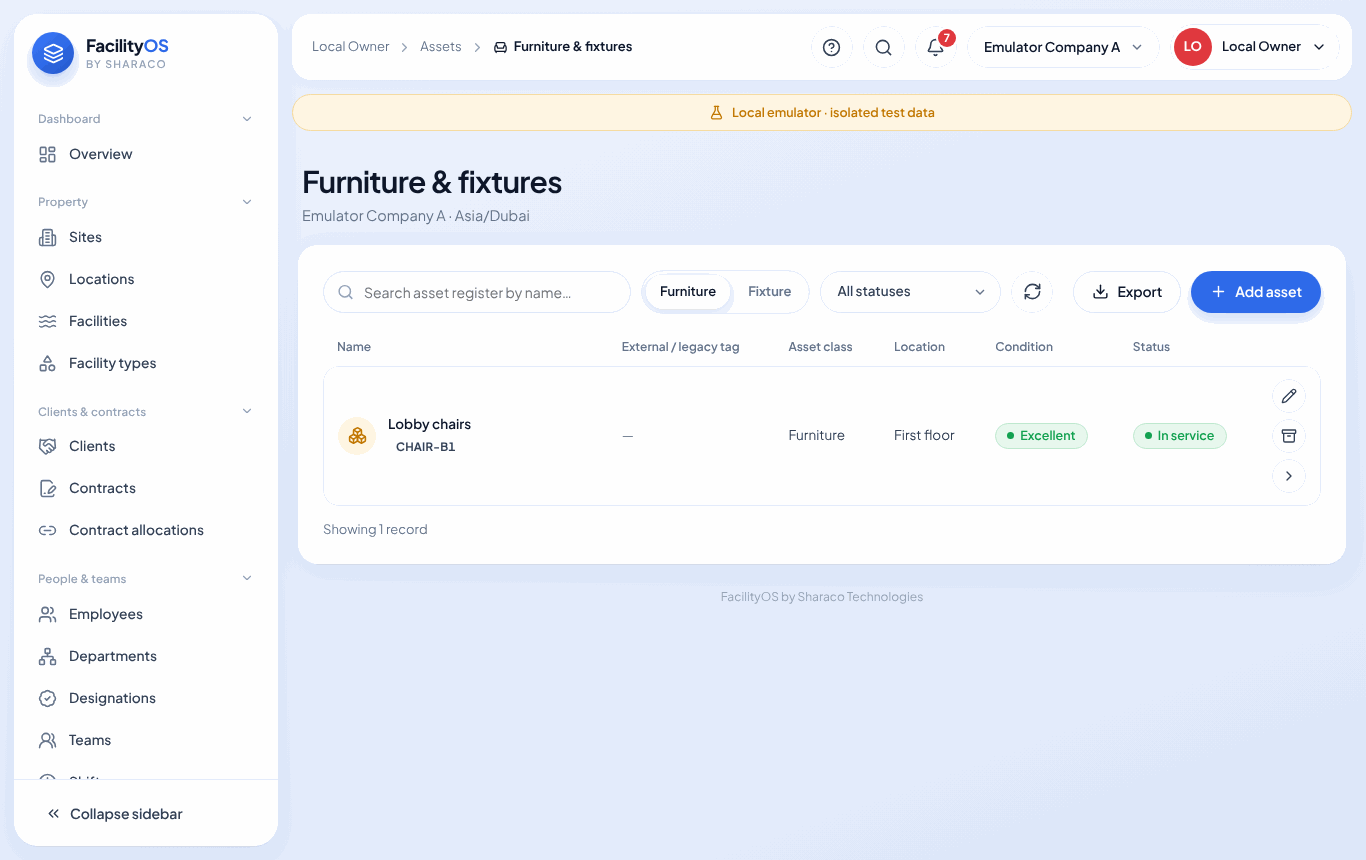 FacilityOS
BY SHARACO
Dashboard
Overview
Property
Sites
Locations
Facilities
Facility types
Clients & contracts
Clients
Contracts
Contract allocations
People & teams
Employees
Departments
Designations
Teams
Collapse sidebar
Local Owner > Assets > Furniture & fixtures
7
Emulator Company A
LO Local Owner
Local emulator · isolated test data
Furniture & fixtures
Emulator Company A · Asia/Dubai
Search asset register by name… Furniture Fixture All statuses Export + Add asset
Name External / legacy tag Asset class Location Condition Status
Lobby chairs
CHAIR-B1
— Furniture First floor Excellent In service
Showing 1 record
FacilityOS by Sharaco Technologies